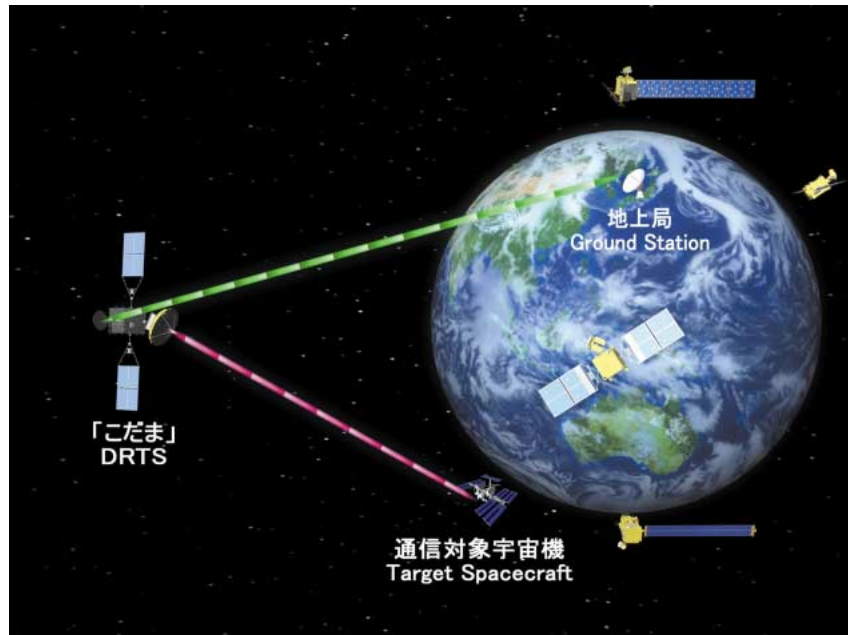 地上局
Ground Station
「こだま」
DRTS
通信対象宇宙機
Target Spacecraft